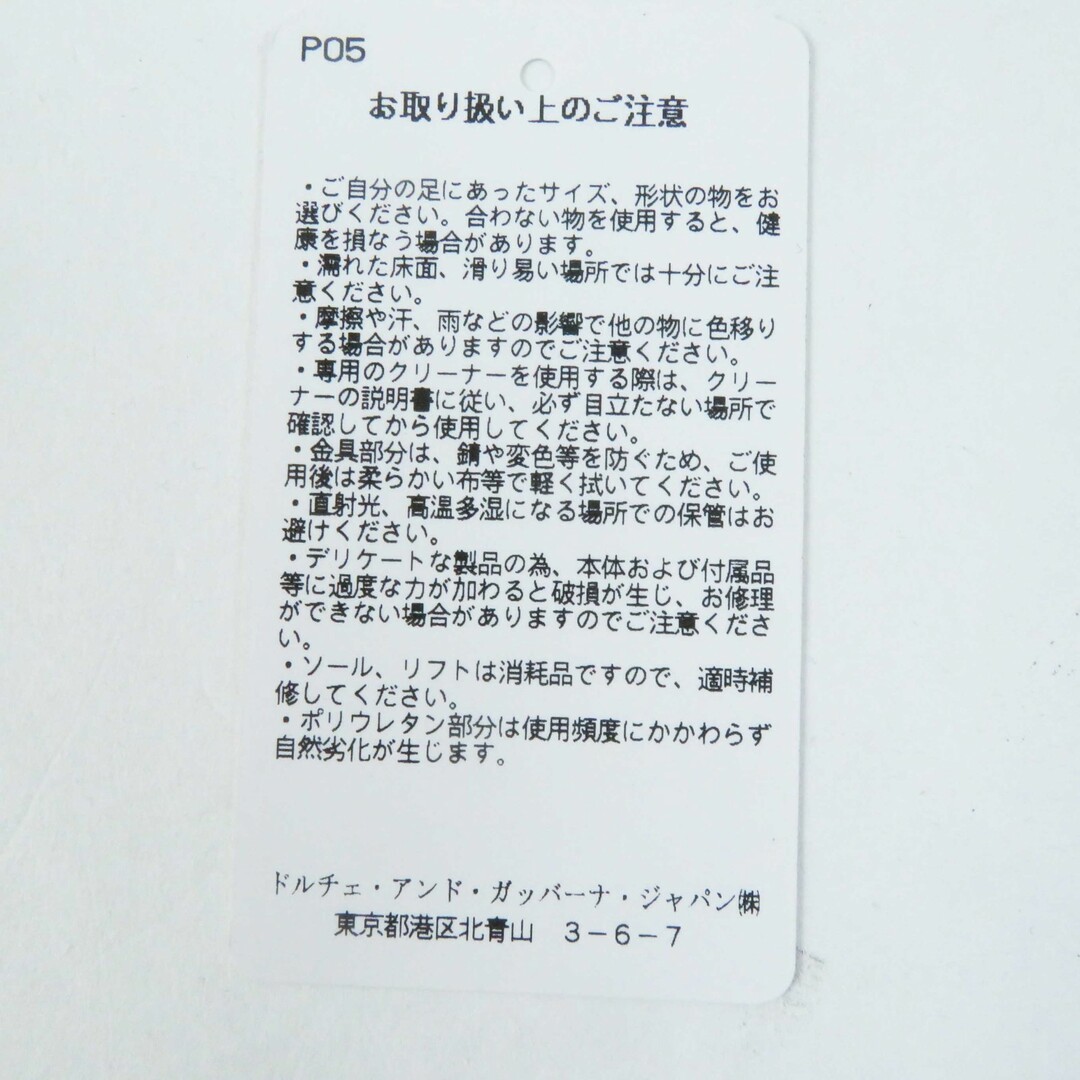 P05
お取り扱い上のご注意
・ご自分の足にあったサイズ、形状の物をお
選びください。合わない物を使用すると、健
康を損なう場合があります。
・濡れた床面、滑り易い場所では十分にご注
意ください。
・摩擦や汗、雨などの影響で他の物に色移り
する場合がありますのでご注意ください。
・専用のクリーナーを使用する際は、クリー
ナーの説明書に従い、必ず目立たない場所で
確認してから使用してください。
・金具部分は、錆や変色等を防ぐため、ご使
用後は柔らかい布等で軽く拭いてください。
・直射光、高温多湿になる場所での保管はお
避けください。
・デリケートな製品の為、本体および付属品
等に過度な力が加わると破損が生じ、お修理
ができない場合がありますのでご注意くださ
い。
・ソール、リフトは消耗品ですので、適時補
修してください。
・ポリウレタン部分は使用頻度にかかわらず
自然劣化が生じます。
ドルチェ・アンド・ガッバーナ・ジャパン㈱
東京都港区北青山　３－６－７